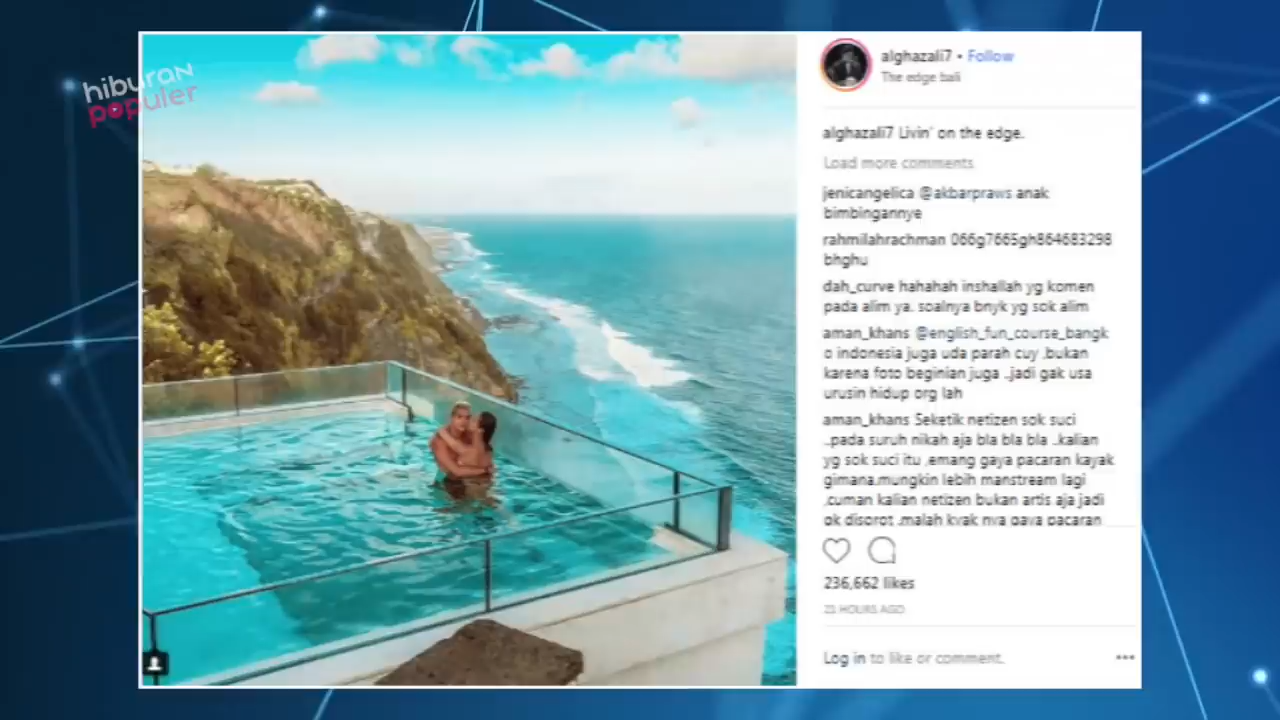 hiburan
populer
alghazali7 • Follow
The edge bali
alghazali7 Livin' on the edge.
Load more comments
jenicangelica @akbarpraws anak
bimbingannye
rahmilahrachman 066g7665gh864683298
bhghu
dah_curve hahahah inshallah yg komen
pada alim ya. soalnya bnyk yg sok alim
aman_khans @english_fun_course_bangk
o indonesia juga uda parah cuy ,bukan
karena foto beginian juga ..jadi gak usa
urusin hidup org lah
aman_khans Seketik netizen sok suci
..pada suruh nikah aja bla bla bla ..kalian
yg sok suci itu ,emang gaya pacaran kayak
gimana.mungkin lebih manstream lagi
,cuman kalian netizen bukan artis aja jadi
gk disorot ,malah kyak nya gaya pacaran
236,662 likes
21 HOURS AGO
Log in to like or comment.